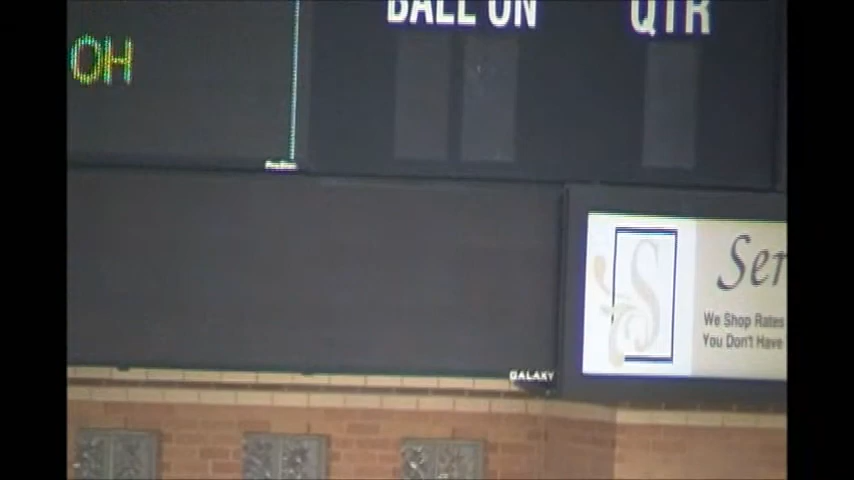 BALL ON
QTR
OH
GALAXY
S
Ser
We Shop Rates
You Don't Have